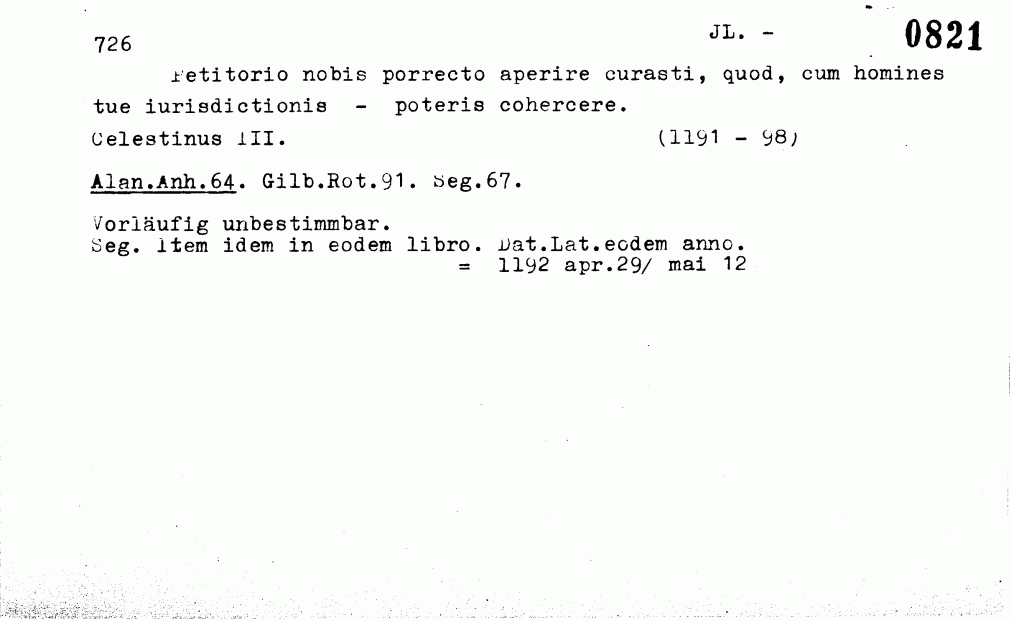 726 JL. - 0821
Petitorio nobis porrecto aperire curasti, quod, cum homines
tue iurisdictionis - poteris cohercere.
Celestinus III. (1191 - 98)
Alan.Anh.64. Gilb.Rot.91. Seg.67.
Vorläufig unbestimmbar.
Seg. Item idem in eodem libro. Dat.Lat.eodem anno.
= 1192 apr.29/ mai 12